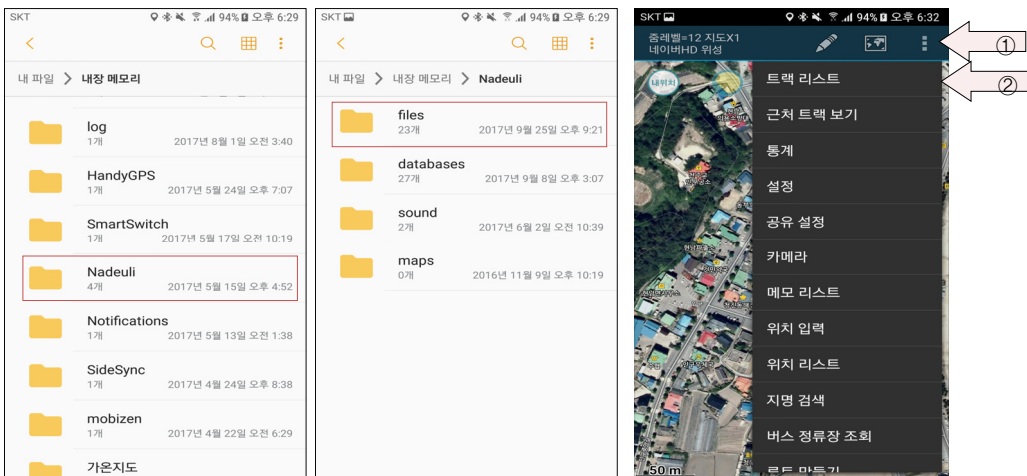 SKT 94% 오후 6:29
내 파일 > 내장 메모리
log
1개 2017년 8월 1일 오전 3:40
HandyGPS
1개 2017년 5월 24일 오후 7:07
SmartSwitch
1개 2017년 5월 17일 오전 10:19
Nadeuli
4개 2017년 5월 15일 오후 4:52
Notifications
1개 2017년 5월 13일 오전 1:38
SideSync
1개 2017년 4월 24일 오후 8:38
mobizen
1개 2017년 4월 22일 오전 6:29
가온지도
SKT 94% 오후 6:29
내 파일 > 내장 메모리 > Nadeuli
files
23개 2017년 9월 25일 오후 9:21
databases
27개 2017년 9월 8일 오후 3:07
sound
2개 2017년 6월 2일 오전 10:39
maps
0개 2016년 11월 9일 오후 10:19
SKT 94% 오후 6:32
줌레벨=12 지도X1
네이버HD 위성
①
내위치
②
트랙 리스트
근처 트랙 보기
통계
설정
공유 설정
카메라
메모 리스트
위치 입력
위치 리스트
지명 검색
버스 정류장 조회
루트 만들기
50 m